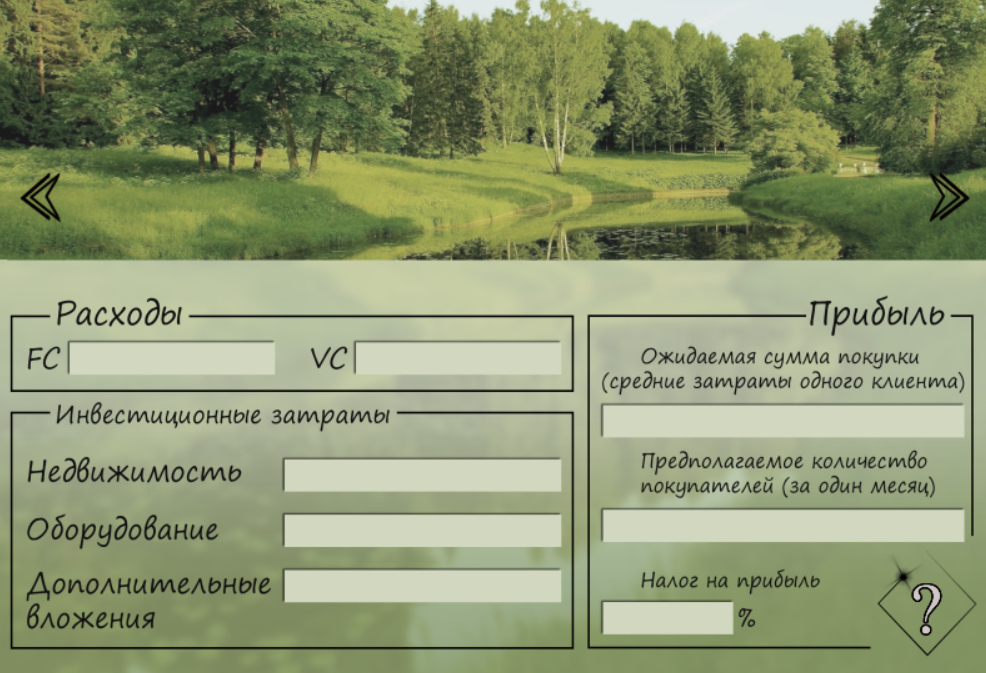 Расходы
FC
VC
Инвестиционные затраты
Недвижимость
Оборудование
Дополнительные
вложения
Прибыль
Ожидаемая сумма покупки
(средние затраты одного клиента)
Предполагаемое количество
покупателей (за один месяц)
Налог на прибыль
%
?